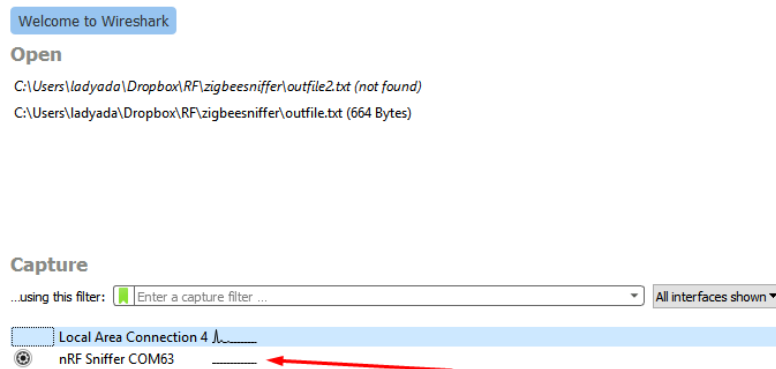 Welcome to Wireshark
Open
C:\Users\ladyada\Dropbox\RF\zigbeesniffer\outfile2.txt (not found)
C:\Users\ladyada\Dropbox\RF\zigbeesniffer\outfile.txt (664 Bytes)
Capture
...using this filter: Enter a capture filter ... All interfaces shown
Local Area Connection 4
nRF Sniffer COM63